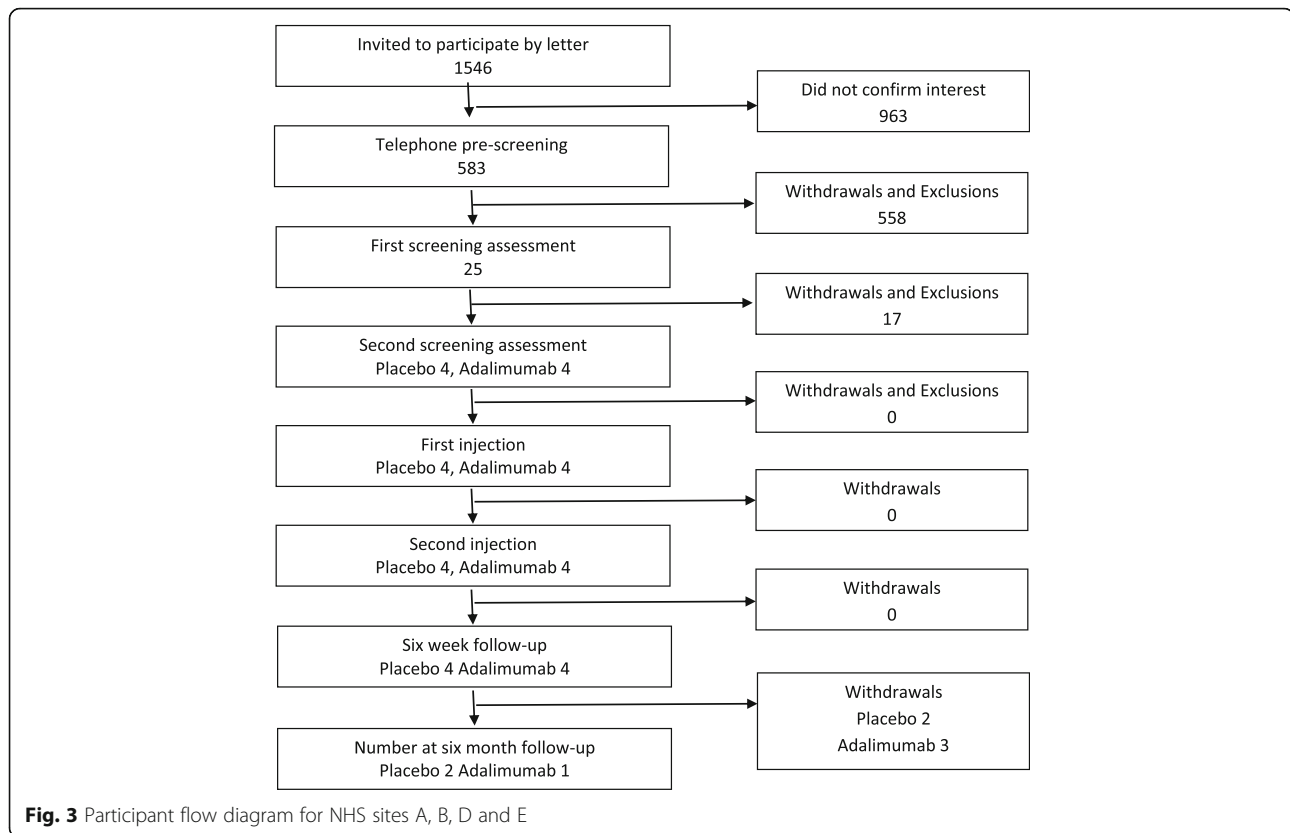 Invited to participate by letter
1546
Did not confirm interest
963
Telephone pre-screening
583
Withdrawals and Exclusions
558
First screening assessment
25
Withdrawals and Exclusions
17
Second screening assessment
Placebo 4, Adalimumab 4
Withdrawals and Exclusions
0
First injection
Placebo 4, Adalimumab 4
Withdrawals
0
Second injection
Placebo 4, Adalimumab 4
Withdrawals
0
Six week follow-up
Placebo 4 Adalimumab 4
Withdrawals
Placebo 2
Adalimumab 3
Number at six month follow-up
Placebo 2 Adalimumab 1
Fig. 3 Participant flow diagram for NHS sites A, B, D and E